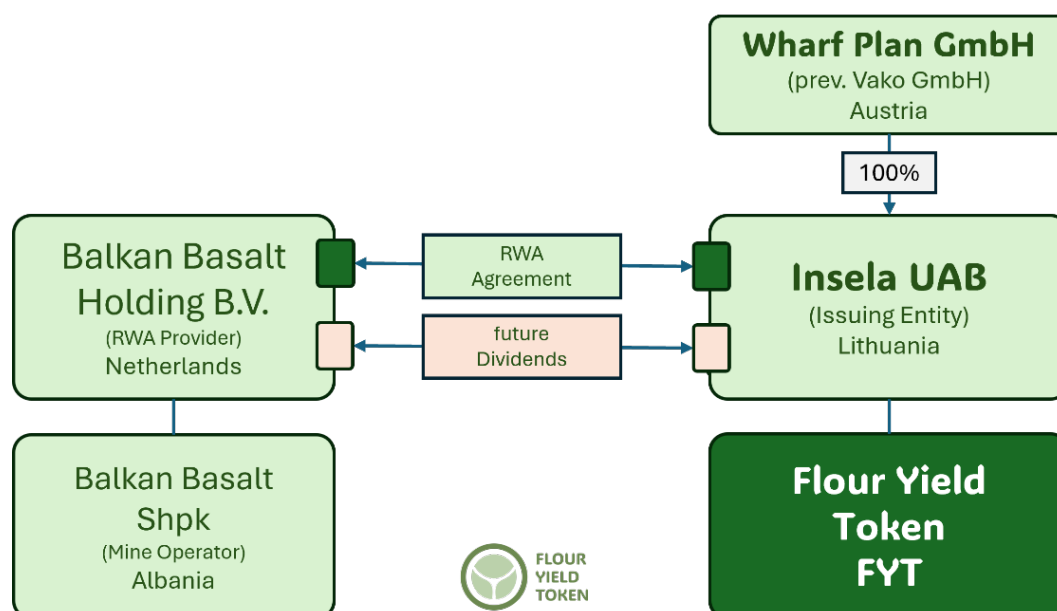 Wharf Plan GmbH
(prev. Vako GmbH)
Austria
100%
Balkan Basalt
Holding B.V.
(RWA Provider)
Netherlands
RWA
Agreement
future
Dividends
Insela UAB
(Issuing Entity)
Lithuania
Balkan Basalt
Shpk
(Mine Operator)
Albania
FLOUR
YIELD
TOKEN
Flour Yield
Token
FYT